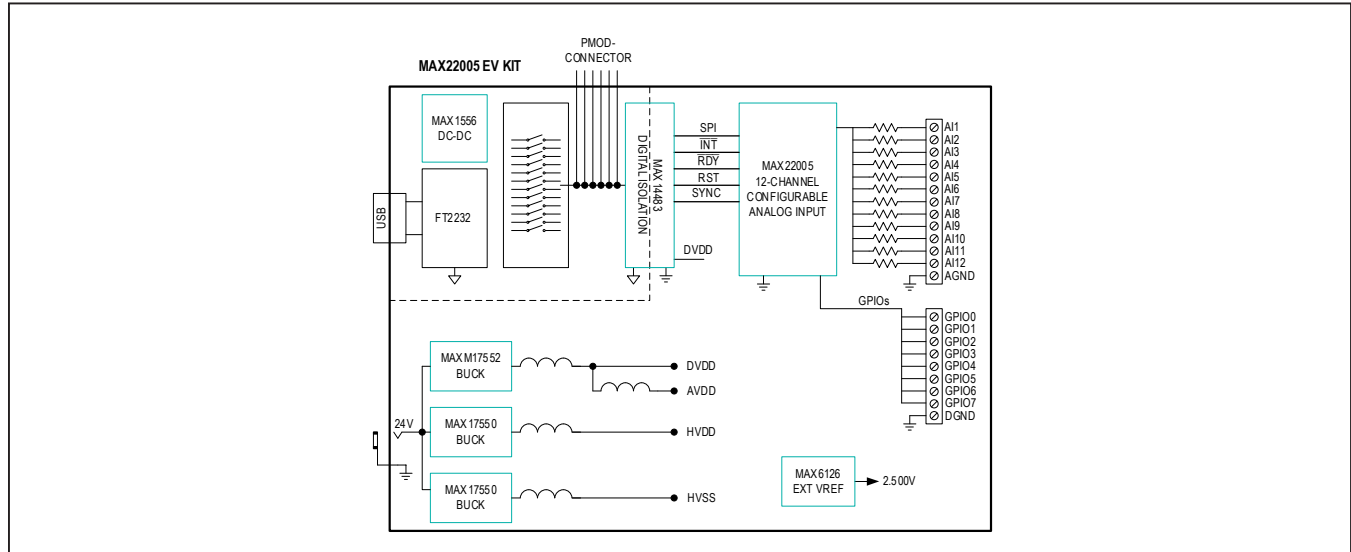 PMOD-
CONNECTOR
MAX22005 EV KIT
MAX1556
DC-DC
USB
FT2232
DIGITAL ISOLATION
MAX 14483
SPI
INT
RDY
RST
SYNC
DVDD
MAX22005
12-CHANNEL
CONFIGURABLE
ANALOG INPUT
AI1
AI2
AI3
AI4
AI5
AI6
AI7
AI8
AI9
AI10
AI11
AI12
AGND
GPIOs
GPIO0
GPIO1
GPIO2
GPIO3
GPIO4
GPIO5
GPIO6
GPIO7
DGND
24V
MAXM17552
BUCK
DVDD
AVDD
MAX17550
BUCK
HVDD
MAX17550
BUCK
HVSS
MAX6126
EXT VREF
2.500V